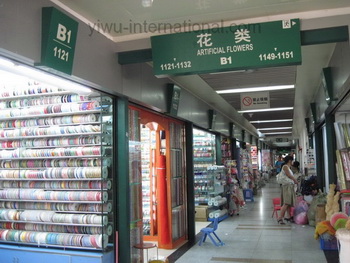 yiwu-international.com
B1
1121
花类
ARTIFICIAL FLOWERS
1121-1132 B1 1149-1151